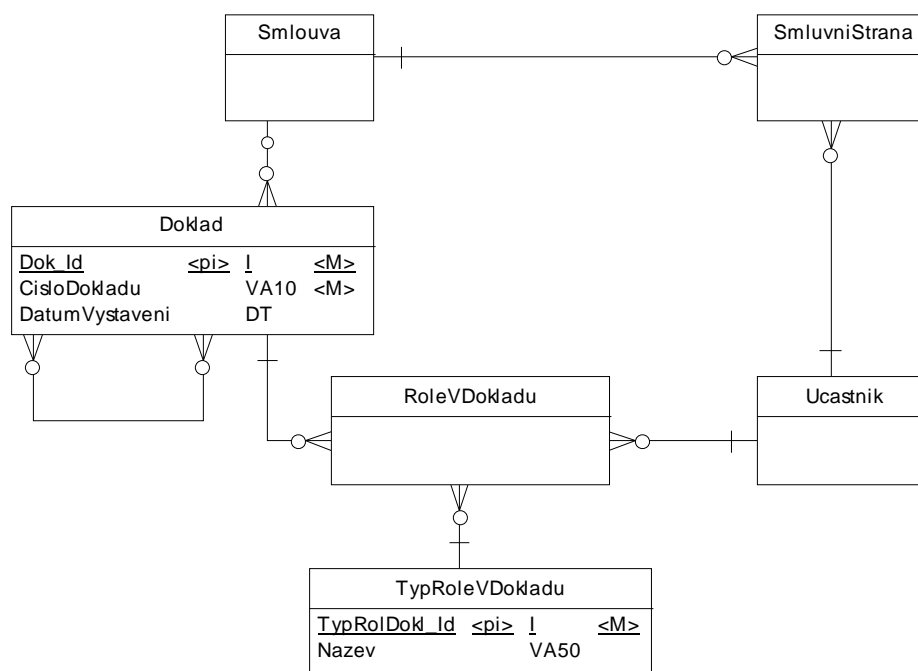 Smlouva
SmluvniStrana
Doklad
Dok_Id <pi> I <M>
CisloDokladu VA10 <M>
DatumVystaveni DT
RoleVDokladu
Ucastnik
TypRoleVDokladu
TypRolDokl_Id <pi> I <M>
Nazev VA50